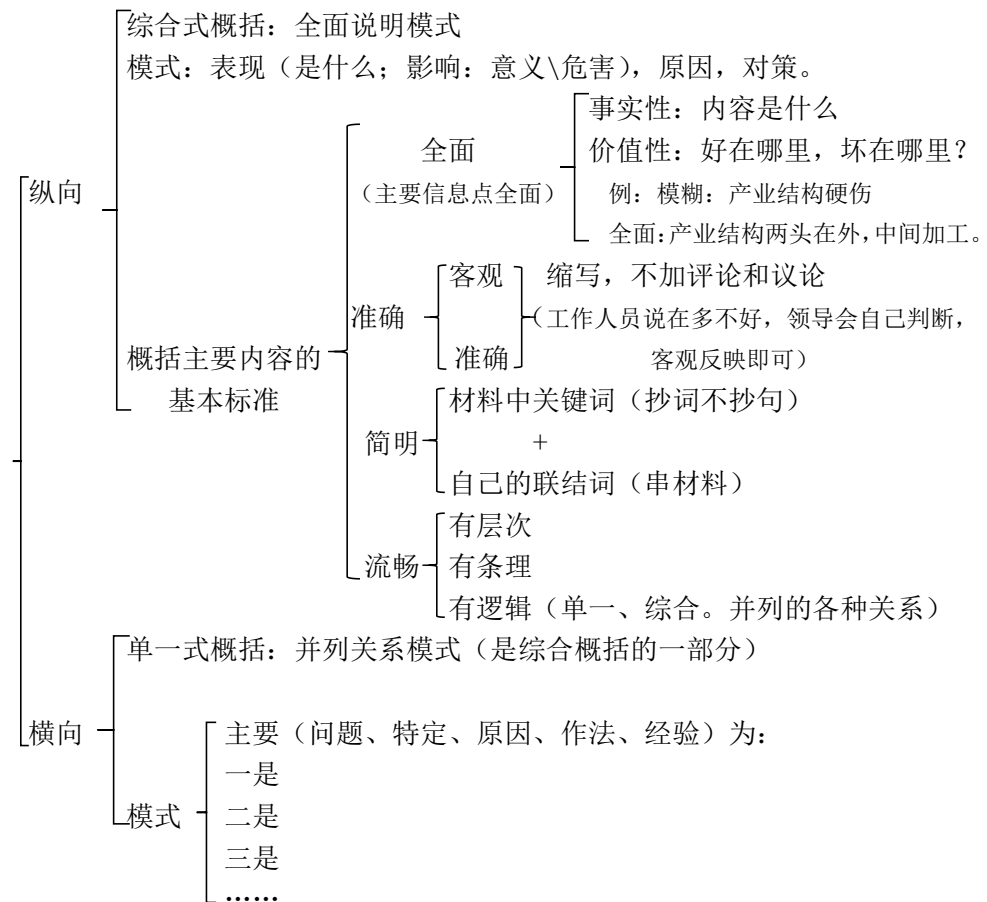 综合式概括：全面说明模式
模式：表现（是什么；影响：意义\危害），原因，对策。
事实性：内容是什么
全面
价值性：好在哪里，坏在哪里？
纵向
（主要信息点全面）
例：模糊：产业结构硬伤
全面：产业结构两头在外，中间加工。
客观
缩写，不加评论和议论
准确
（工作人员说在多不好，领导会自己判断，
概括主要内容的
准确
客观反映即可）
基本标准
材料中关键词（抄词不抄句）
简明
+
自己的联结词（串材料）
有层次
流畅
有条理
有逻辑（单一、综合。并列的各种关系）
单一式概括：并列关系模式（是综合概括的一部分）
横向
主要（问题、特定、原因、作法、经验）为：
一是
模式
二是
三是
……